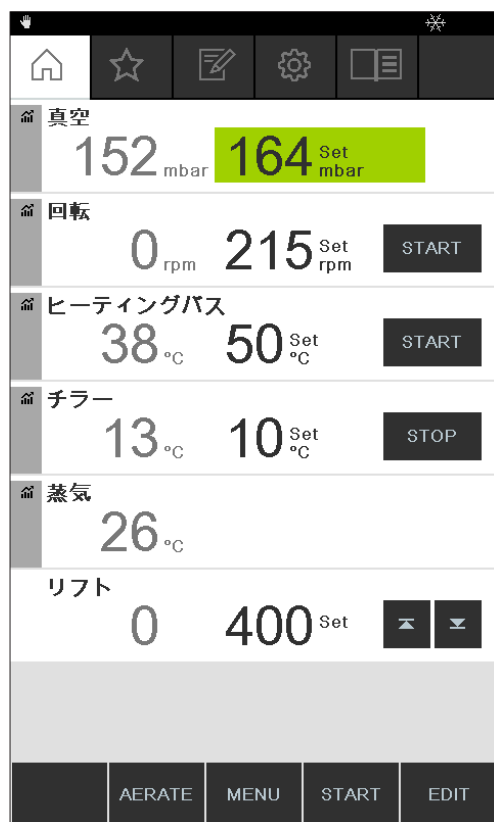 真空
152 mbar 164 Set mbar
回転
0 rpm 215 Set rpm START
ヒーティングバス
38 °C 50 Set °C START
チラー
13 °C 10 Set °C STOP
蒸気
26 °C
リフト
0 400 Set
AERATE MENU START EDIT